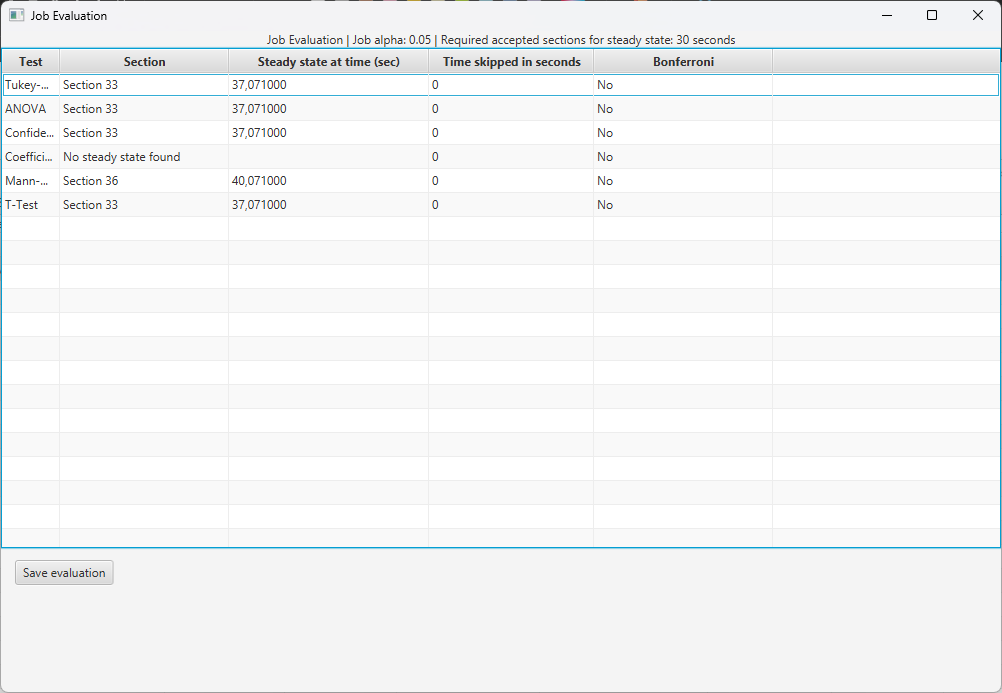 Job Evaluation
Job Evaluation | Job alpha: 0.05 | Required accepted sections for steady state: 30 seconds
Test Section Steady state at time (sec) Time skipped in seconds Bonferroni
Tukey-... Section 33 37,071000 0 No
ANOVA Section 33 37,071000 0 No
Confide... Section 33 37,071000 0 No
Coeffici... No steady state found 0 No
Mann-... Section 36 40,071000 0 No
T-Test Section 33 37,071000 0 No
Save evaluation